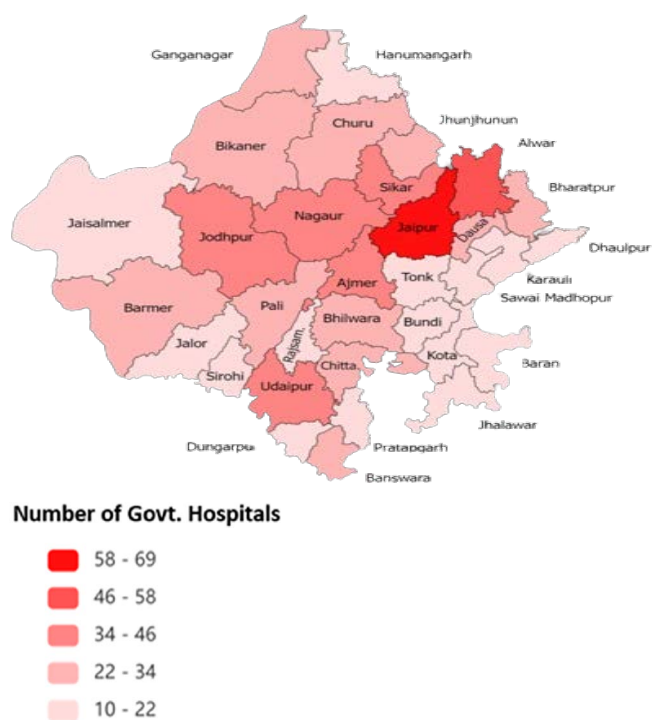 Ganganagar
Hanumangarh
Churu
Jhunjhunun
Bikaner
Alwar
Sikar
Bharatpur
Nagaur
Jaisalmer
Jaipur
Dausa
Jodhpur
Dhaulpur
Tonk
Karauli
Ajmer
Sawai Madhopur
Barmer
Pali
Bhilwara
Bundi
Jalor
Rajsam.
Kota
Baran
Sirohi
Chitta.
Udaipur
Jhalawar
Dungarpu
Pratapgarh
Banswara
Number of Govt. Hospitals
58 - 69
46 - 58
34 - 46
22 - 34
10 - 22